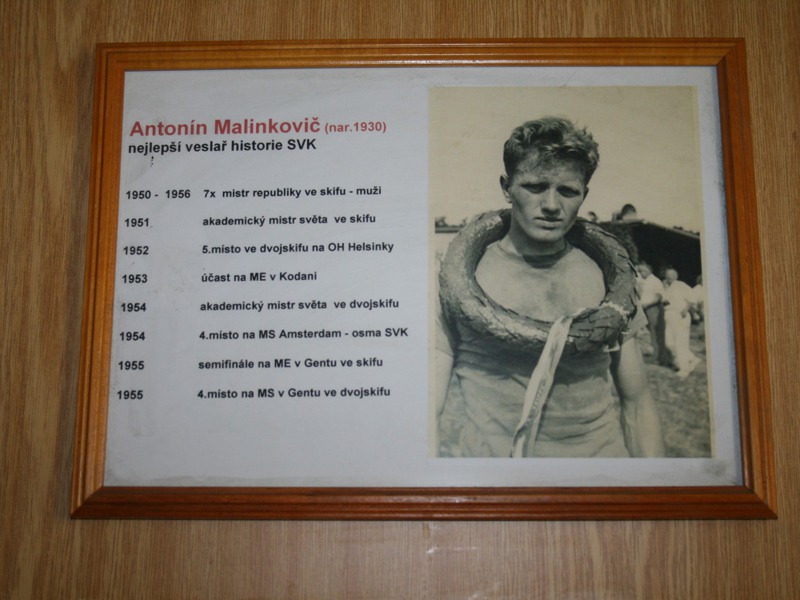 Antonín Malinkovič (nar.1930)
nejlepší veslař historie SVK
1950 - 1956 7x mistr republiky ve skifu - muži
1951 akademický mistr světa ve skifu
1952 5.místo ve dvojskifu na OH Helsinky
1953 účast na ME v Kodani
1954 akademický mistr světa ve dvojskifu
1954 4.místo na MS Amsterdam - osma SVK
1955 semifinále na ME v Gentu ve skifu
1955 4.místo na MS v Gentu ve dvojskifu